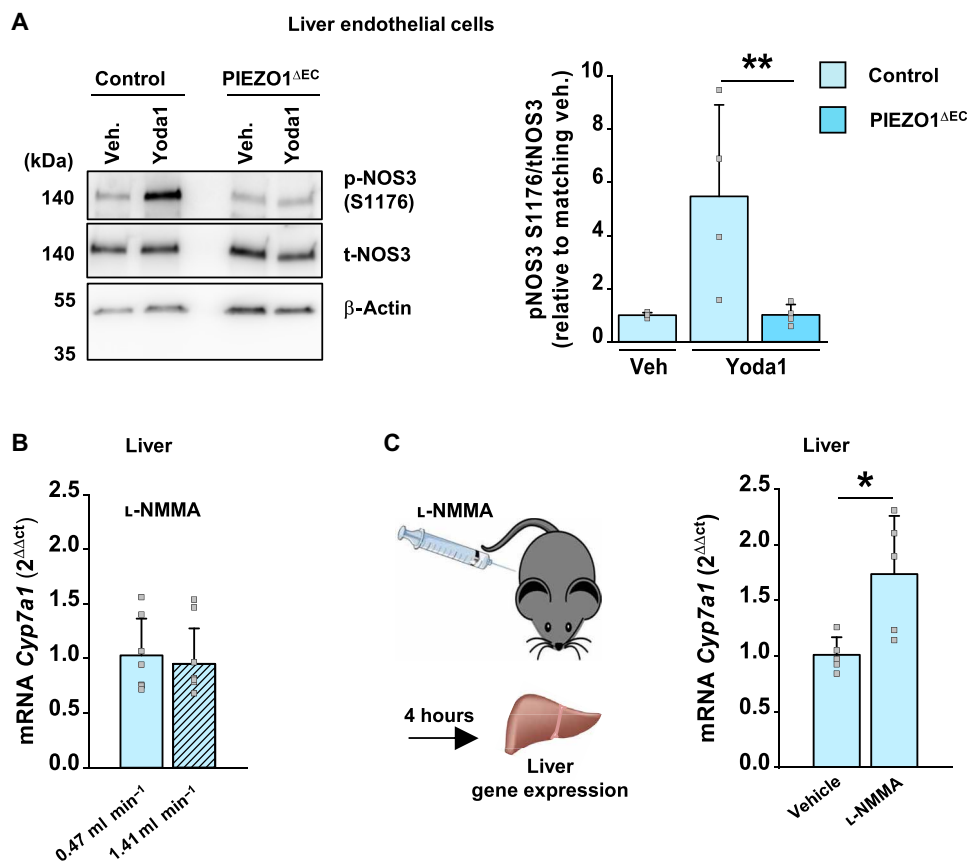 A
Liver endothelial cells
Control
PIEZO1ΔEC
Veh.
Yoda1
Veh.
Yoda1
(kDa)
140
p-NOS3
(S1176)
140
t-NOS3
55
β-Actin
35
pNOS3 S1176/tNOS3
(relative to matching veh.)
10
8
6
4
2
0
**
Veh
Yoda1
Control
PIEZO1ΔEC
B
Liver
L-NMMA
mRNA Cyp7a1 (2ΔΔct)
2.5
2.0
1.5
1.0
0.5
0.0
0.47 ml min⁻¹
1.41 ml min⁻¹
C
L-NMMA
4 hours
Liver
gene expression
Liver
*
mRNA Cyp7a1 (2ΔΔct)
2.5
2.0
1.5
1.0
0.5
0.0
Vehicle
L-NMMA